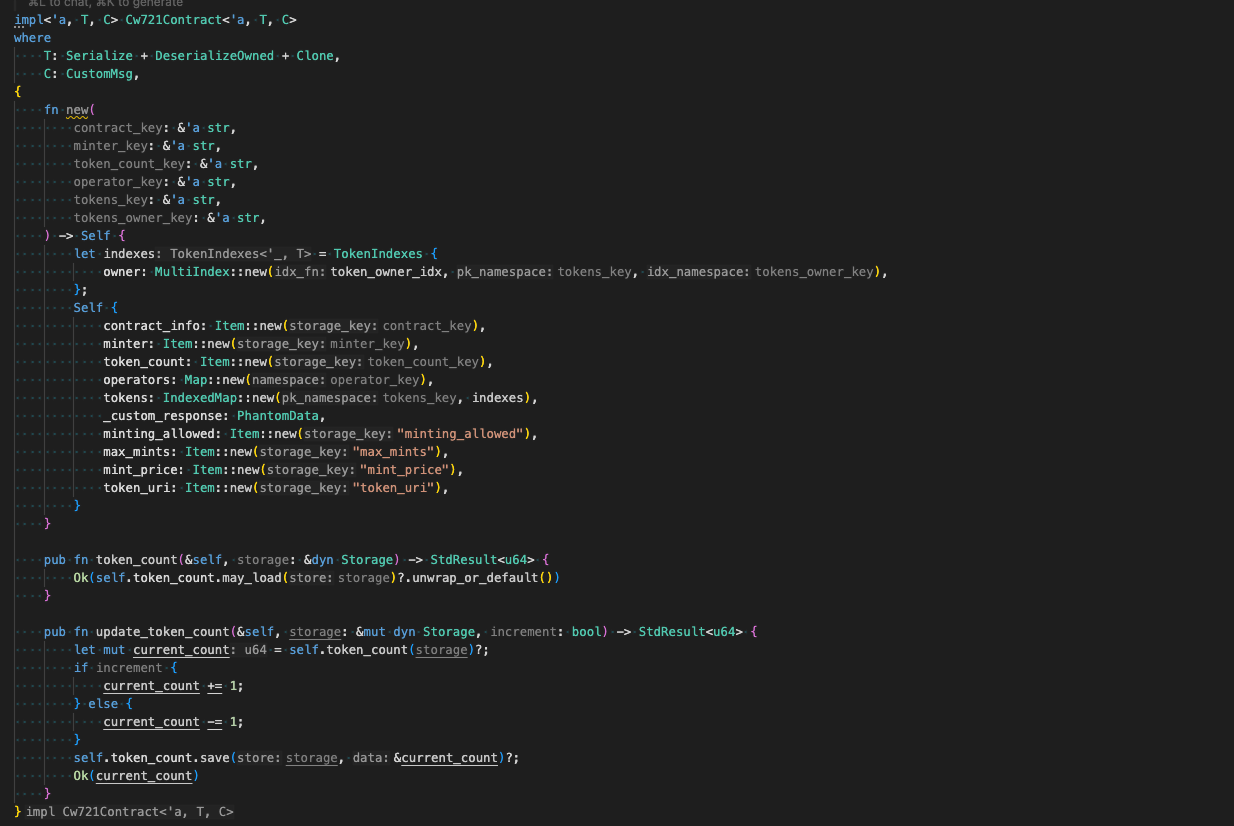 ⌘L to chat, ⌘K to generate
impl<'a, T, C> Cw721Contract<'a, T, C>
where
    T: Serialize + DeserializeOwned + Clone,
    C: CustomMsg,
{
    fn new(
        contract_key: &'a str,
        minter_key: &'a str,
        token_count_key: &'a str,
        operator_key: &'a str,
        tokens_key: &'a str,
        tokens_owner_key: &'a str,
    ) -> Self {
        let indexes: TokenIndexes<'_, T> = TokenIndexes {
            owner: MultiIndex::new(idx_fn: token_owner_idx, pk_namespace: tokens_key, idx_namespace: tokens_owner_key),
        };
        Self {
            contract_info: Item::new(storage_key: contract_key),
            minter: Item::new(storage_key: minter_key),
            token_count: Item::new(storage_key: token_count_key),
            operators: Map::new(namespace: operator_key),
            tokens: IndexedMap::new(pk_namespace: tokens_key, indexes),
            _custom_response: PhantomData,
            minting_allowed: Item::new(storage_key: "minting_allowed"),
            max_mints: Item::new(storage_key: "max_mints"),
            mint_price: Item::new(storage_key: "mint_price"),
            token_uri: Item::new(storage_key: "token_uri"),
        }
    }

    pub fn token_count(&self, storage: &dyn Storage) -> StdResult<u64> {
        Ok(self.token_count.may_load(store: storage)?.unwrap_or_default())
    }

    pub fn update_token_count(&self, storage: &mut dyn Storage, increment: bool) -> StdResult<u64> {
        let mut current_count: u64 = self.token_count(storage)?;
        if increment {
            current_count += 1;
        } else {
            current_count -= 1;
        }
        self.token_count.save(store: storage, data: &current_count)?;
        Ok(current_count)
    }
} impl Cw721Contract<'a, T, C>